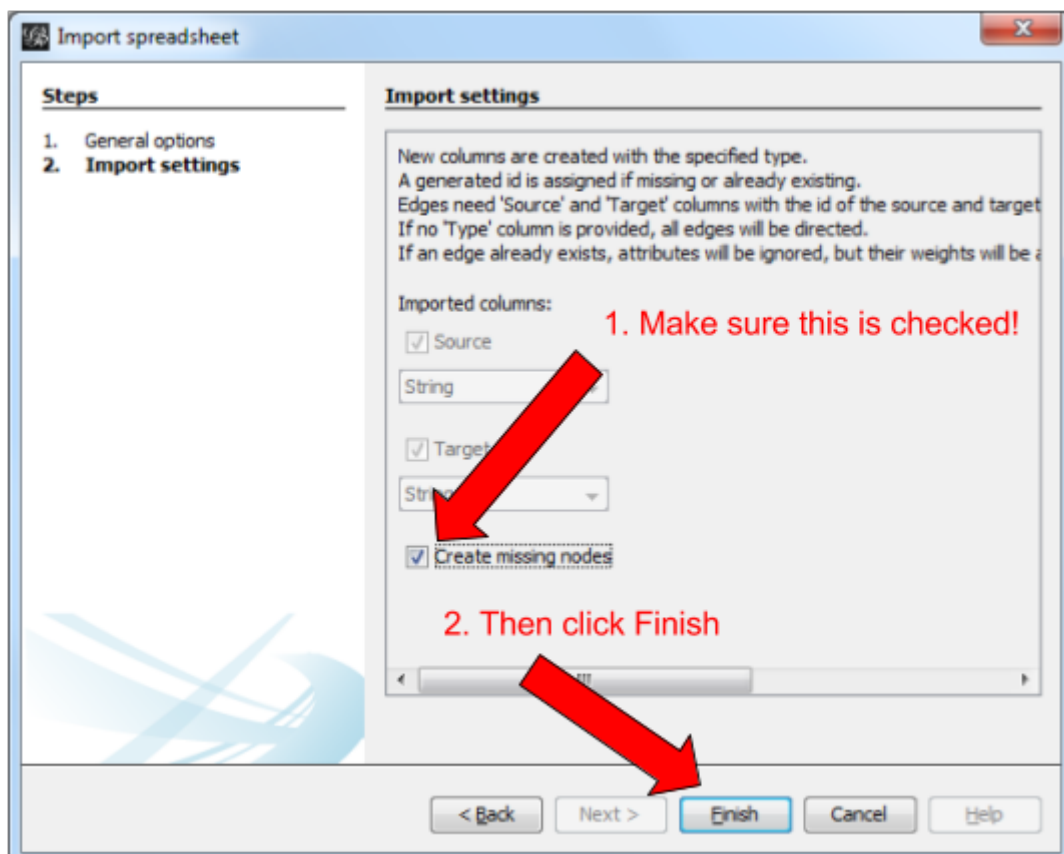 Import spreadsheet
Steps
1. General options
2. Import settings
Import settings
New columns are created with the specified type.
A generated id is assigned if missing or already existing.
Edges need 'Source' and 'Target' columns with the id of the source and target
If no 'Type' column is provided, all edges will be directed.
If an edge already exists, attributes will be ignored, but their weights will be
Imported columns:
1. Make sure this is checked!
Source
String
Target
String
Create missing nodes
2. Then click Finish
< Back Next > Finish Cancel Help